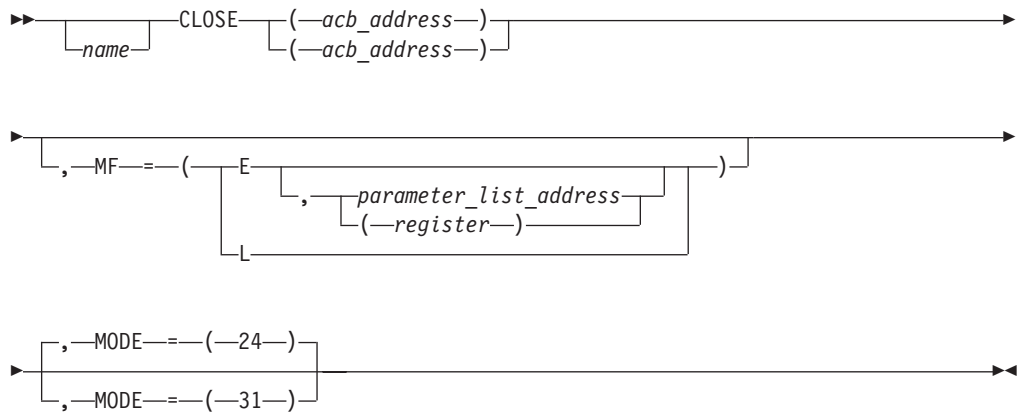 CLOSE ( acb_address )
name ( acb_address )
, MF = ( E )
, parameter_list_address
( register )
L
, MODE = ( 24 )
, MODE = ( 31 )